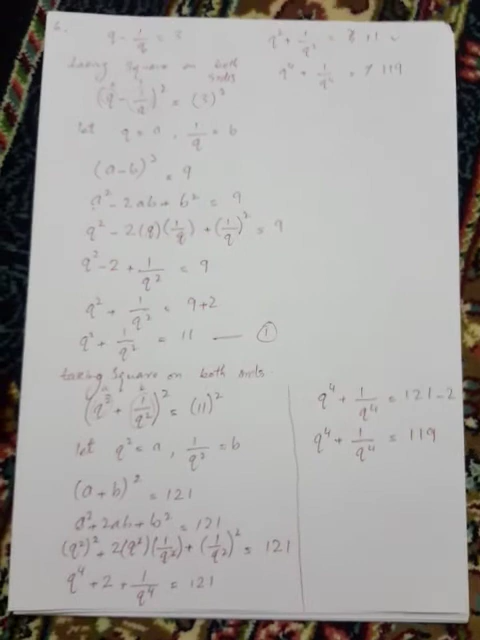 6.
q - 1/q = 3
q² + 1/q² = ? 11 ✓
q⁴ + 1/q⁴ = ? 119
taking Square on both
sides
(q - 1/q)² = (3)²
let q = a , 1/q = b
(a-b)² = 9
a² - 2ab + b² = 9
q² - 2(q)(1/q) + (1/q)² = 9
q² - 2 + 1/q² = 9
q² + 1/q² = 9+2
q² + 1/q² = 11 — ①
taking Square on both sides
(q² + 1/q²)² = (11)²
let q² = a , 1/q² = b
(a+b)² = 121
a² + 2ab + b² = 121
(q²)² + 2(q²)(1/q²) + (1/q²)² = 121
q⁴ + 2 + 1/q⁴ = 121
q⁴ + 1/q⁴ = 121-2
q⁴ + 1/q⁴ = 119